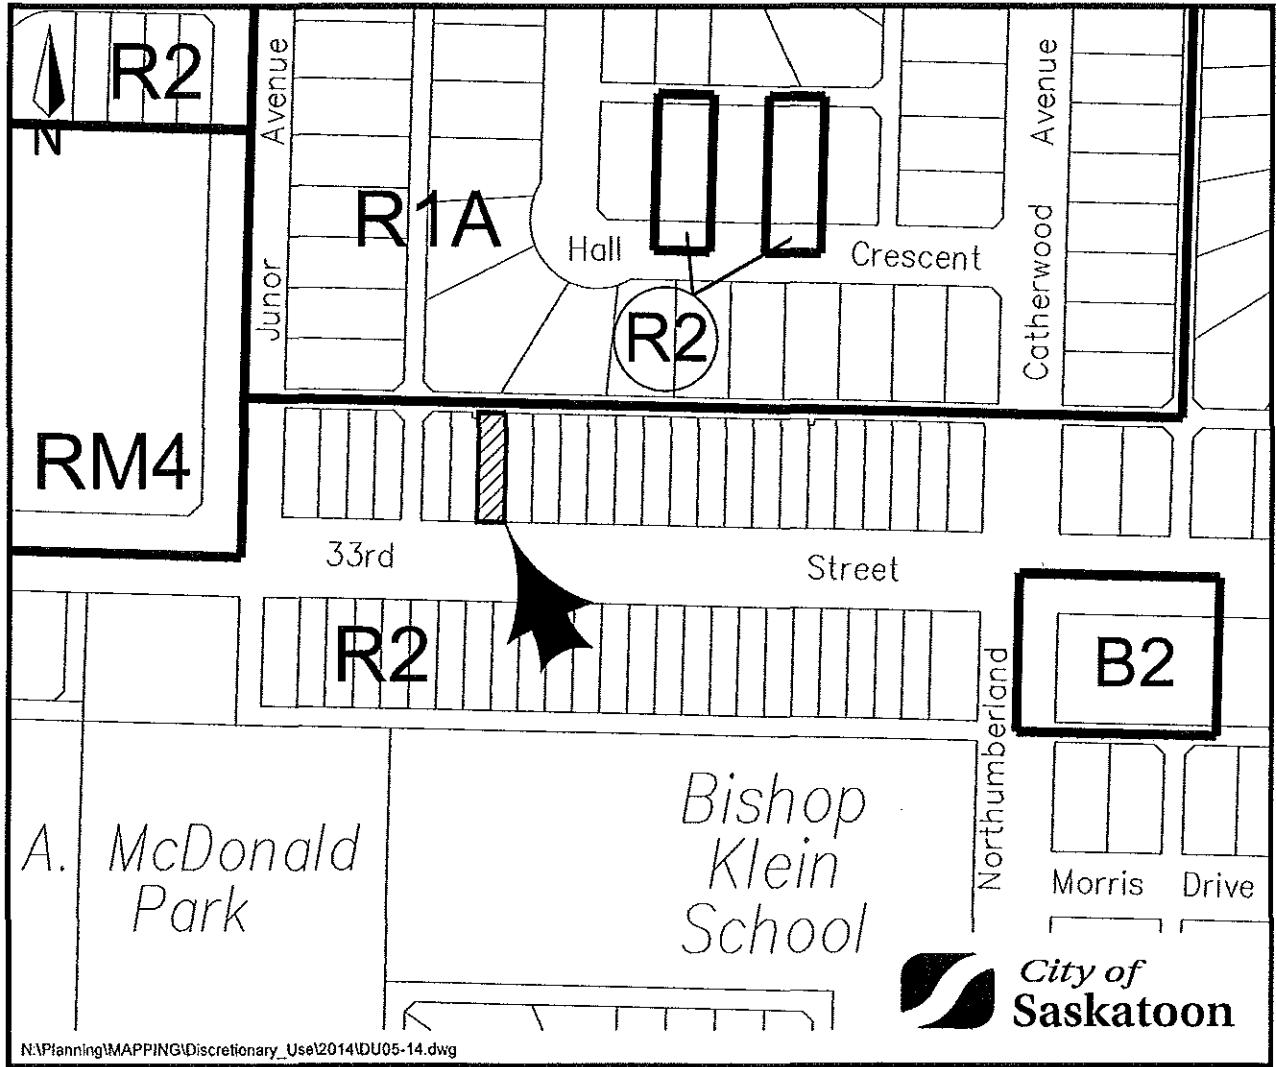 R2
N
Avenue
Junor
R1A
Hall
Crescent
Avenue
Catherwood
R2
RM4
33rd
Street
R2
B2
Northumberland
Bishop
Klein
School
A. McDonald
Park
Morris
Drive
City of
Saskatoon
N:\Planning\MAPPING\Discretionary_Use\2014\DU05-14.dwg